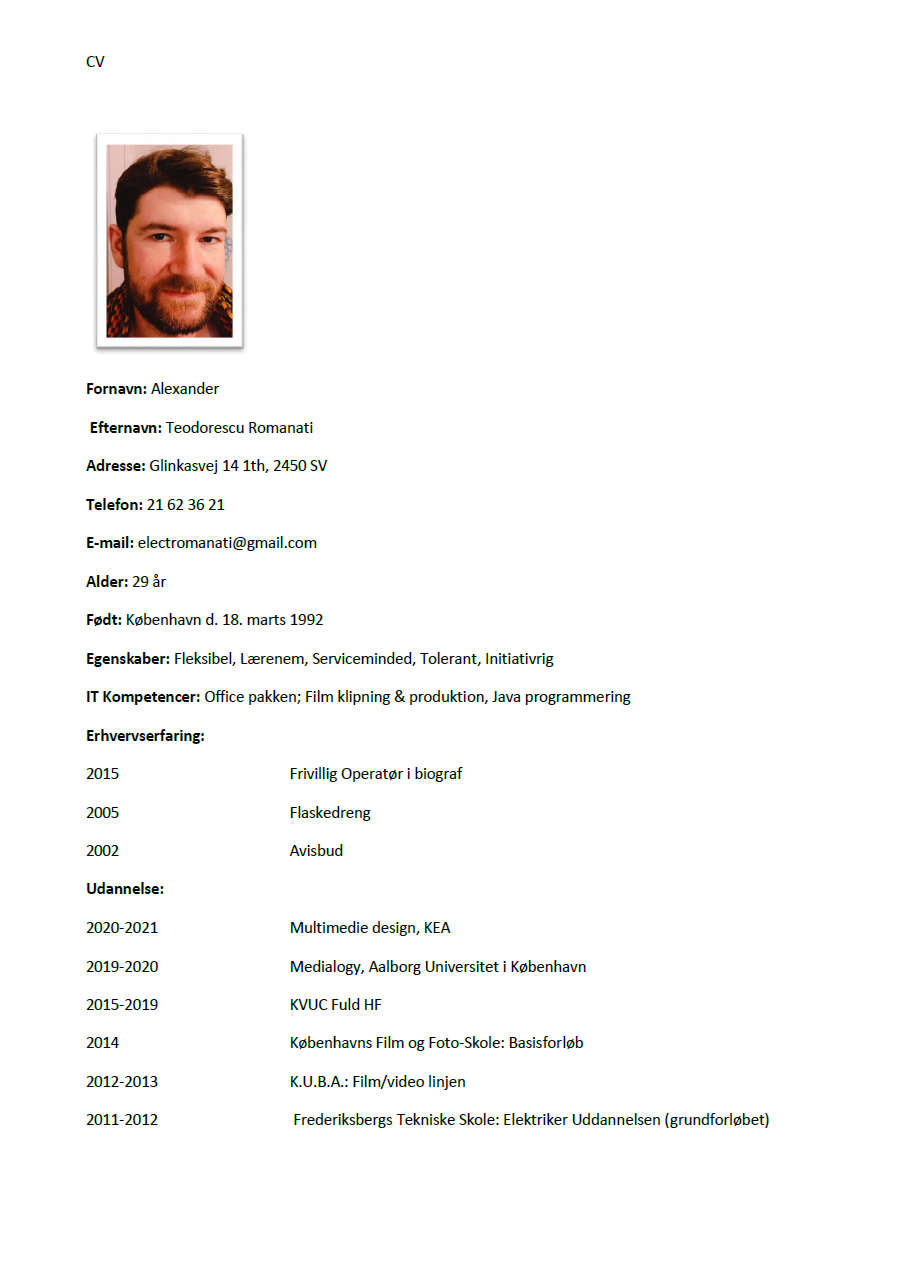 CV
Fornavn: Alexander
Efternavn: Teodorescu Romanati
Adresse: Glinkasvej 14 1th, 2450 SV
Telefon: 21 62 36 21
E-mail: electromanati@gmail.com
Alder: 29 år
Født: København d. 18. marts 1992
Egenskaber: Fleksibel, Lærenem, Serviceminded, Tolerant, Initiativrig
IT Kompetencer: Office pakken; Film klipning & produktion, Java programmering
Erhvervserfaring:
2015 Frivillig Operatør i biograf
2005 Flaskedreng
2002 Avisbud
Udannelse:
2020-2021 Multimedie design, KEA
2019-2020 Medialogy, Aalborg Universitet i København
2015-2019 KVUC Fuld HF
2014 Københavns Film og Foto-Skole: Basisforløb
2012-2013 K.U.B.A.: Film/video linjen
2011-2012 Frederiksbergs Tekniske Skole: Elektriker Uddannelsen (grundforløbet)